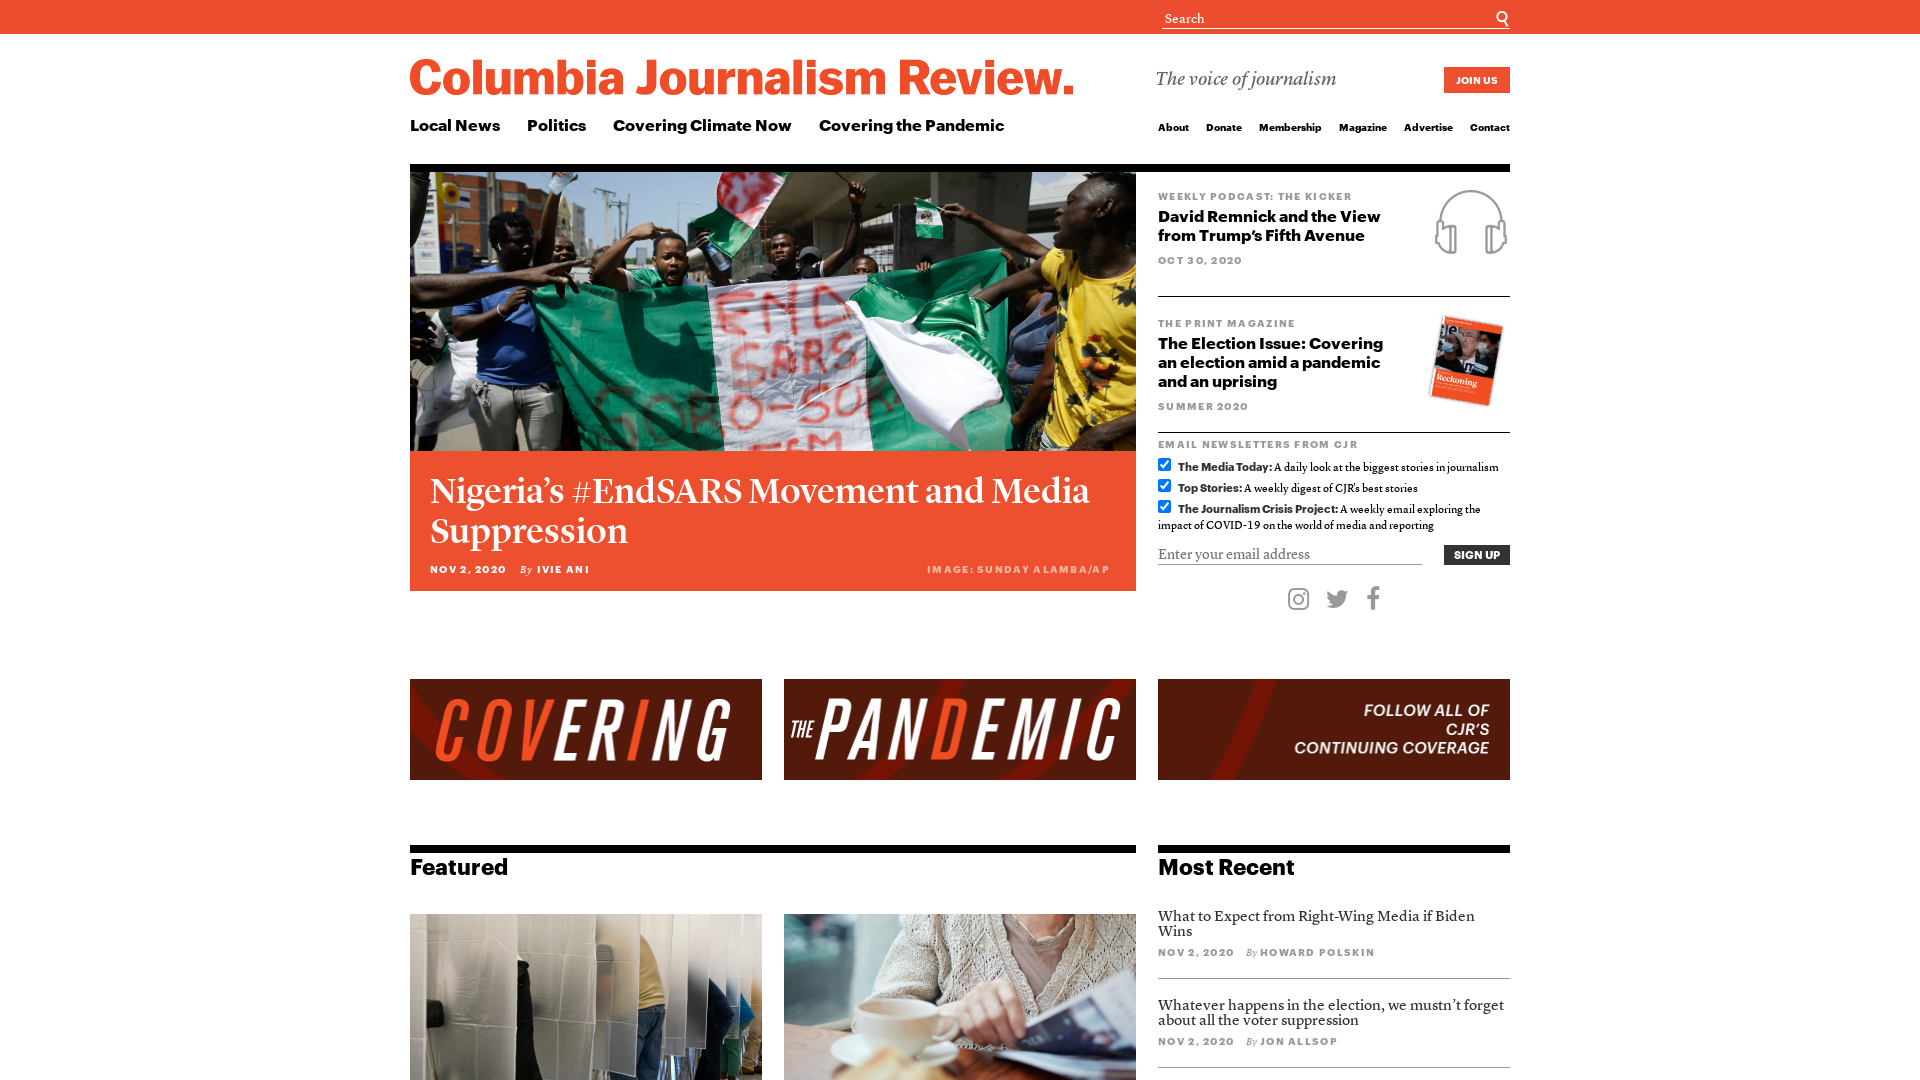 Search
Columbia Journalism Review.
The voice of journalism
JOIN US
Local News Politics Covering Climate Now Covering the Pandemic
About Donate Membership Magazine Advertise Contact
END
SARS
SORO-SOKE
Nigeria's #EndSARS Movement and Media
Suppression
NOV 2, 2020 By IVIE ANI
IMAGE: SUNDAY ALAMBA/AP
WEEKLY PODCAST: THE KICKER
David Remnick and the View
from Trump's Fifth Avenue
OCT 30, 2020
THE PRINT MAGAZINE
The Election Issue: Covering
an election amid a pandemic
and an uprising
SUMMER 2020
Reckoning
EMAIL NEWSLETTERS FROM CJR
The Media Today: A daily look at the biggest stories in journalism
Top Stories: A weekly digest of CJR's best stories
The Journalism Crisis Project: A weekly email exploring the
impact of COVID-19 on the world of media and reporting
Enter your email address
SIGN UP
COVERING
THE PANDEMIC
FOLLOW ALL OF
CJR'S
CONTINUING COVERAGE
Featured
Most Recent
What to Expect from Right-Wing Media if Biden
Wins
NOV 2, 2020 By HOWARD POLSKIN
Whatever happens in the election, we mustn't forget
about all the voter suppression
NOV 2, 2020 By JON ALLSOP